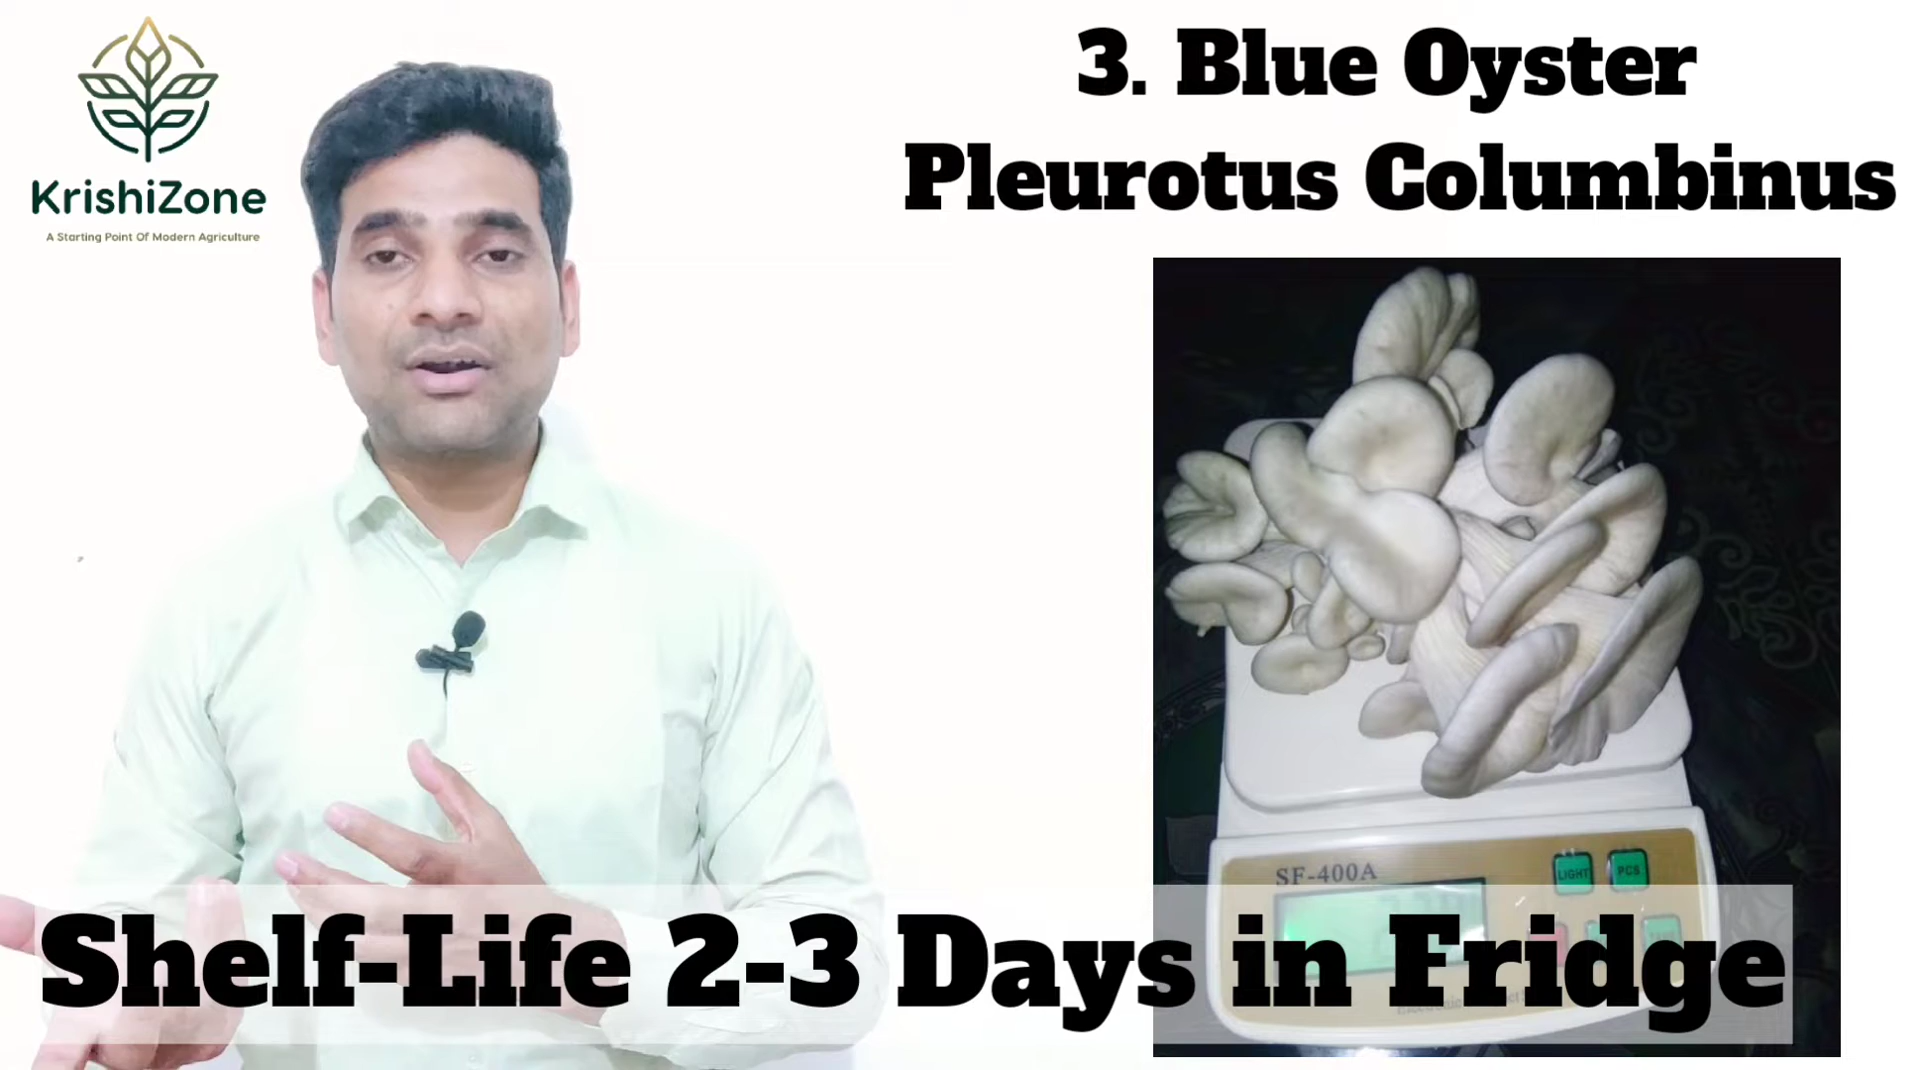 KrishiZone
A Starting Point Of Modern Agriculture
3. Blue Oyster
Pleurotus Columbinus
SF-400A
LIGHT
PCS
Shelf-Life 2-3 Days in Fridge